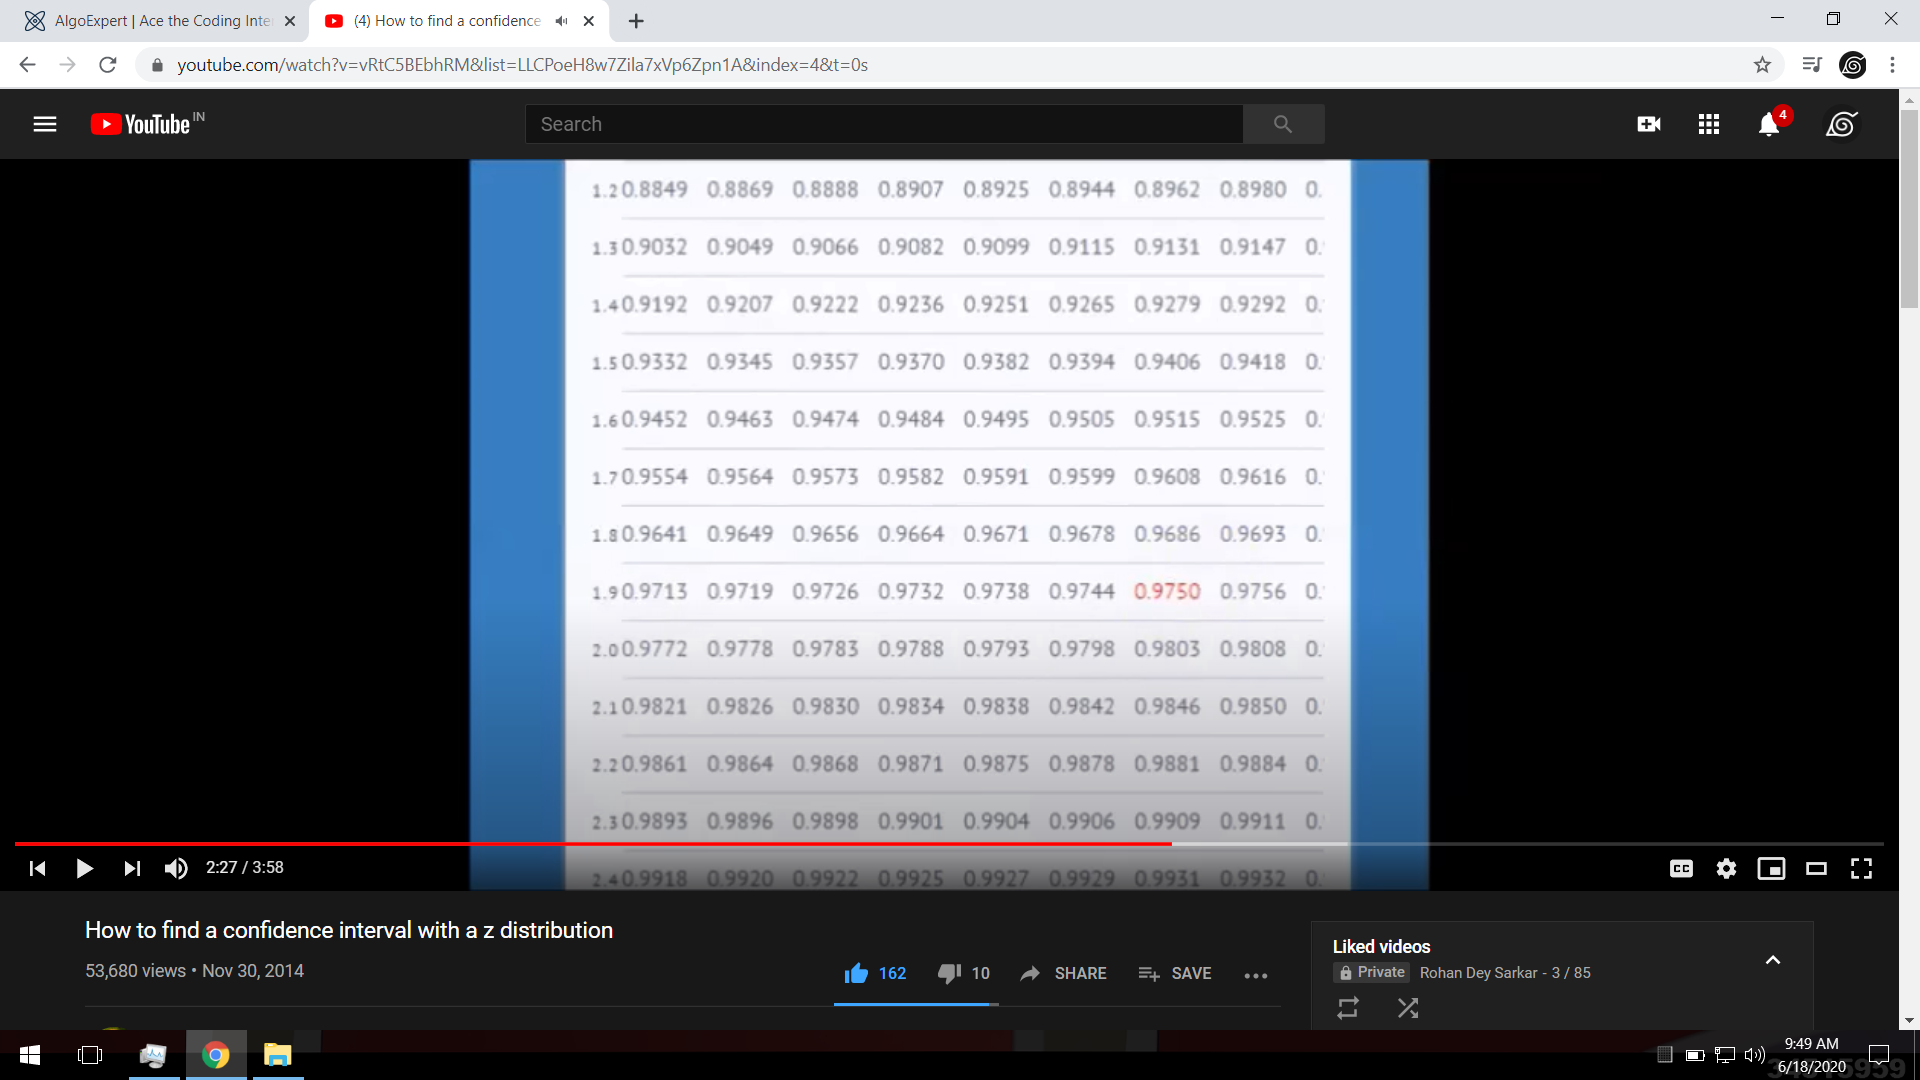 AlgoExpert | Ace the Coding Inte
(4) How to find a confidence
youtube.com/watch?v=vRtC5BEbhRM&list=LLCPoeH8w7Zila7xVp6Zpn1A&index=4&t=0s
YouTube IN
Search
4
1.2 0.8849 0.8869 0.8888 0.8907 0.8925 0.8944 0.8962 0.8980 0.
1.3 0.9032 0.9049 0.9066 0.9082 0.9099 0.9115 0.9131 0.9147 0.
1.4 0.9192 0.9207 0.9222 0.9236 0.9251 0.9265 0.9279 0.9292 0.
1.5 0.9332 0.9345 0.9357 0.9370 0.9382 0.9394 0.9406 0.9418 0.
1.6 0.9452 0.9463 0.9474 0.9484 0.9495 0.9505 0.9515 0.9525 0.
1.7 0.9554 0.9564 0.9573 0.9582 0.9591 0.9599 0.9608 0.9616 0.
1.8 0.9641 0.9649 0.9656 0.9664 0.9671 0.9678 0.9686 0.9693 0.
1.9 0.9713 0.9719 0.9726 0.9732 0.9738 0.9744 0.9750 0.9756 0.
2.0 0.9772 0.9778 0.9783 0.9788 0.9793 0.9798 0.9803 0.9808 0.
2.1 0.9821 0.9826 0.9830 0.9834 0.9838 0.9842 0.9846 0.9850 0.
2.2 0.9861 0.9864 0.9868 0.9871 0.9875 0.9878 0.9881 0.9884 0.
2.3 0.9893 0.9896 0.9898 0.9901 0.9904 0.9906 0.9909 0.9911 0.
2.4 0.9918 0.9920 0.9922 0.9925 0.9927 0.9929 0.9931 0.9932 0.
2:27 / 3:58
CC
How to find a confidence interval with a z distribution
53,680 views • Nov 30, 2014
162 10 SHARE SAVE
Liked videos
Private Rohan Dey Sarkar - 3 / 85
9:49 AM
6/18/2020